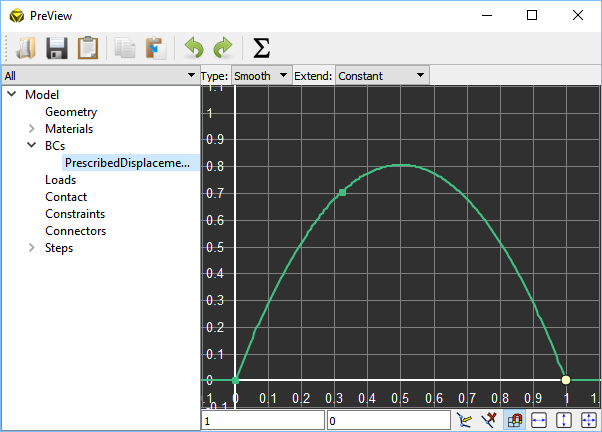 PreView
All
Type: Smooth Extend: Constant
Model
Geometry
Materials
BCs
PrescribedDisplaceme...
Loads
Contact
Constraints
Connectors
Steps
1.1
1
0.9
0.8
0.7
0.6
0.5
0.4
0.3
0.2
0.1
0
-0.1
.1 0 0.1 0.2 0.3 0.4 0.5 0.6 0.7 0.8 0.9 1 1.
1 0